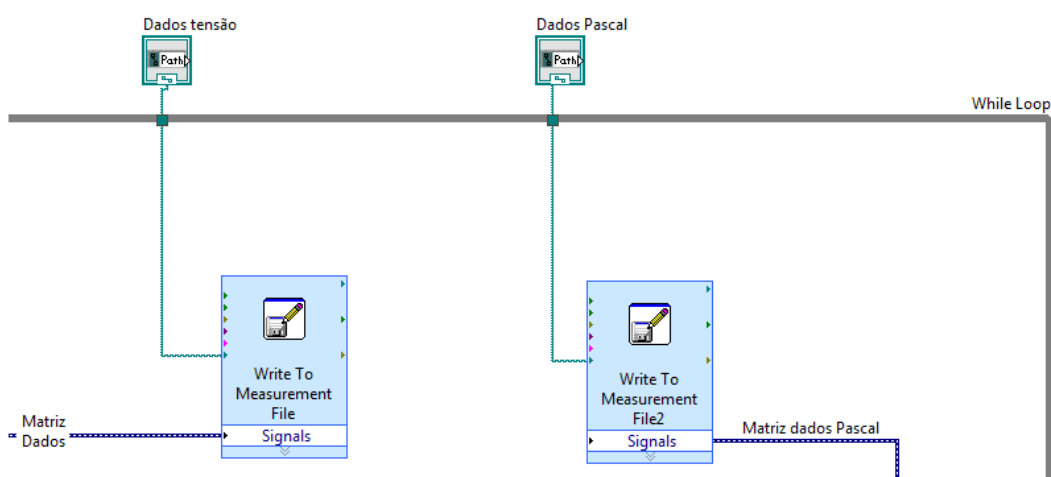 Dados tensão
Path
Dados Pascal
Path
While Loop
Write To
Measurement
File
Signals
Matriz
Dados
Write To
Measurement
File2
Signals
Matriz dados Pascal